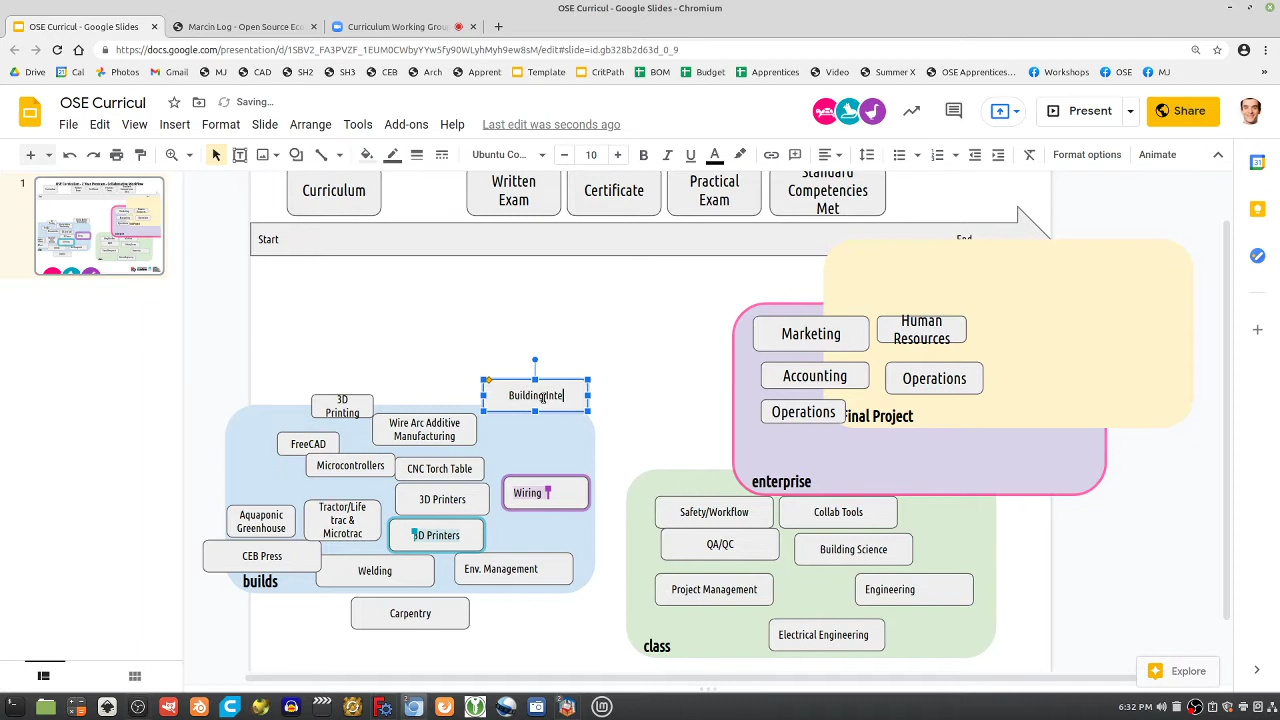 OSE Curricul - Google Slides - Chromium
OSE Curricul - Google Slides
Marcin Log - Open Source Eco
Curriculum Working Group
https://docs.google.com/presentation/d/1SBV2_FA3PVZF_1EUM0CWbyYYw5fy90WLyhMyh9ew8sM/edit#slide=id.gb328b2d63d_0_9
Drive
Cal
Photos
Gmail
MJ
CAD
SH2
SH3
CEB
Arch
Apprent
Template
CritPath
BOM
Budget
Apprentices
Video
Summer X
OSE Apprentices...
Workshops
OSE
MJ
OSE Curricul
Saving...
File Edit View Insert Format Slide Arrange Tools Add-ons Help
Last edit was seconds ago
Present
Share
Ubuntu Co...
10
Format options
Animate
1
Curriculum
Written
Exam
Certificate
Practical
Exam
Standard
Competencies
Met
Start
End
Marketing
Human
Resources
Accounting
Operations
Operations
Final Project
enterprise
Building Inte
3D
Printing
Wire Arc Additive
Manufacturing
FreeCAD
Microcontrollers
CNC Torch Table
3D Printers
Wiring
Aquaponic
Greenhouse
Tractor/Life
trac &
Microtrac
3D Printers
CEB Press
Welding
Env. Management
builds
Carpentry
Safety/Workflow
Collab Tools
QA/QC
Building Science
Project Management
Engineering
Electrical Engineering
class
Explore
6:32 PM